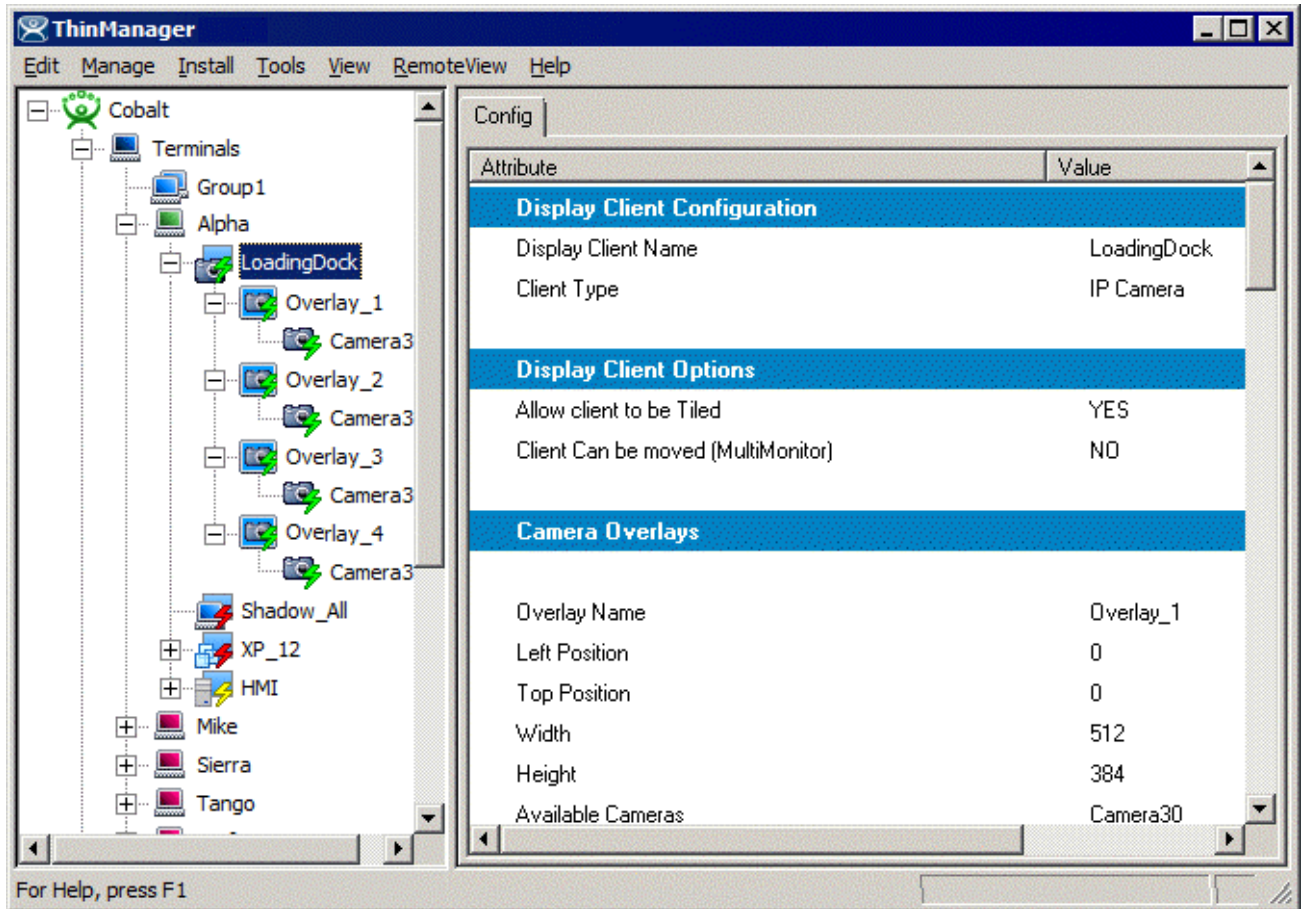 ThinManager
Edit Manage Install Tools View RemoteView Help
Cobalt
Terminals
Group1
Alpha
LoadingDock
Overlay_1
Camera3
Overlay_2
Camera3
Overlay_3
Camera3
Overlay_4
Camera3
Shadow_All
XP_12
HMI
Mike
Sierra
Tango
Config
Attribute Value
Display Client Configuration
Display Client Name LoadingDock
Client Type IP Camera
Display Client Options
Allow client to be Tiled YES
Client Can be moved (MultiMonitor) NO
Camera Overlays
Overlay Name Overlay_1
Left Position 0
Top Position 0
Width 512
Height 384
Available Cameras Camera30
For Help, press F1